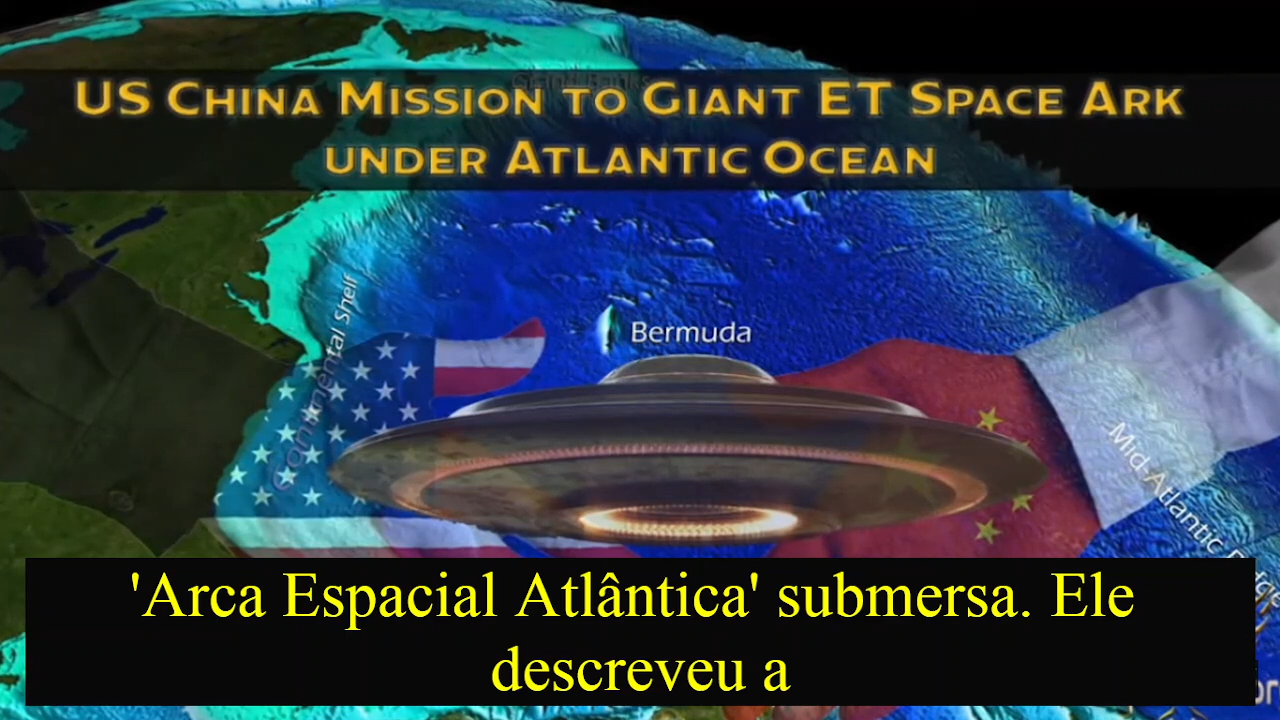 US CHINA MISSION TO GIANT ET SPACE ARK
UNDER ATLANTIC OCEAN
Continental Shelf
Bermuda
Mid-Atlantic
'Arca Espacial Atlântica' submersa. Ele
descreveu a